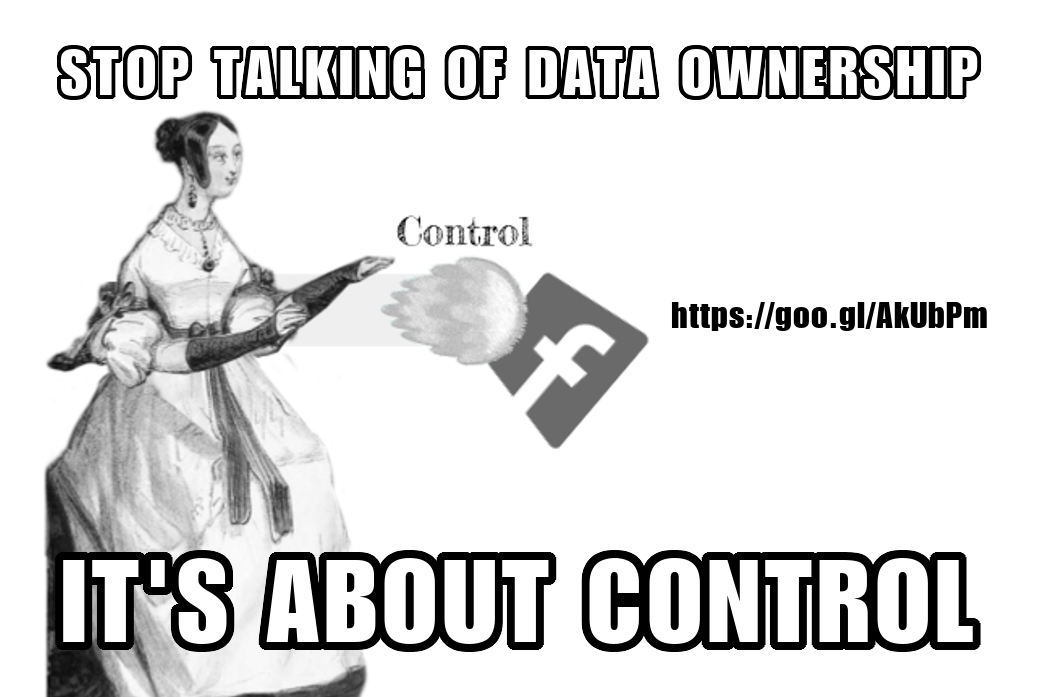 STOP TALKING OF DATA OWNERSHIP
Control
f
https://goo.gl/AkUbPm
IT'S ABOUT CONTROL